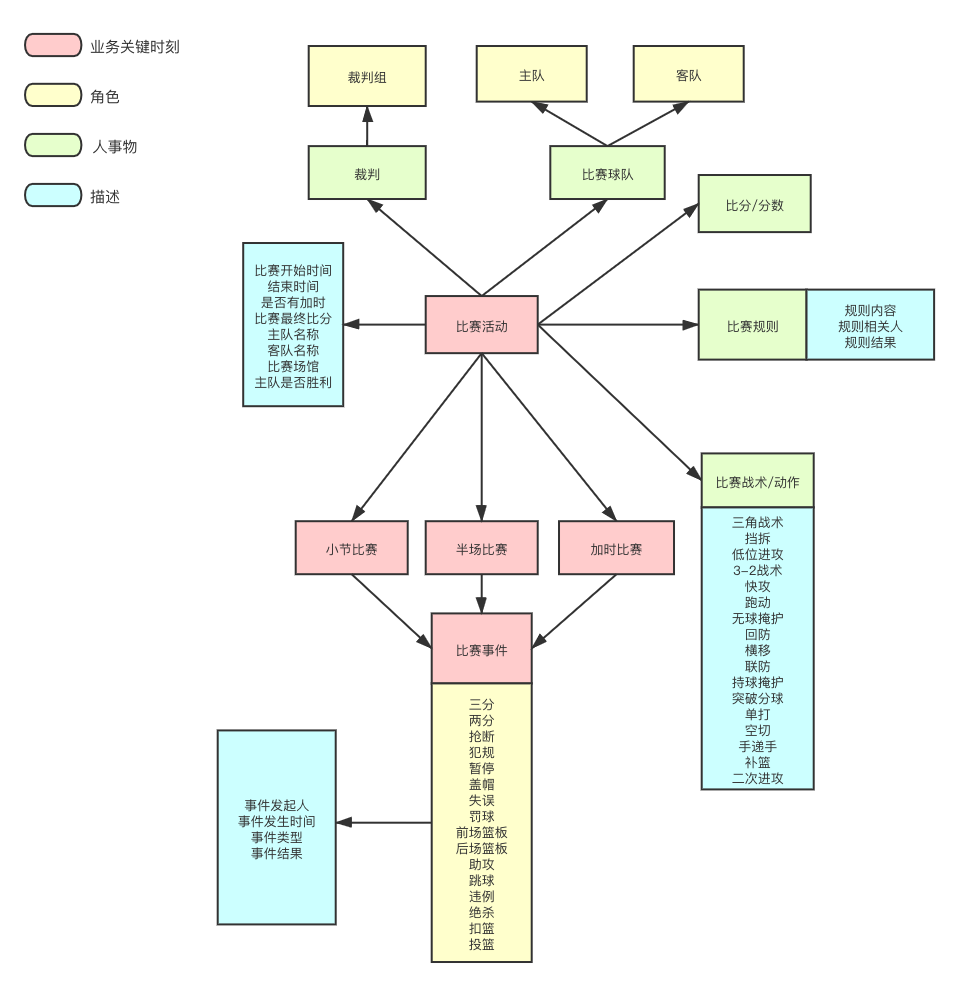 业务关键时刻
角色
人事物
描述
裁判组
主队
客队
裁判
比赛球队
比分/分数
比赛开始时间
结束时间
是否有加时
比赛最终比分
主队名称
客队名称
比赛场馆
主队是否胜利
比赛活动
比赛规则
规则内容
规则相关人
规则结果
比赛战术/动作
三角战术
挡拆
低位进攻
3-2战术
快攻
跑动
无球掩护
回防
横移
联防
持球掩护
突破分球
单打
空切
手递手
补篮
二次进攻
小节比赛
半场比赛
加时比赛
比赛事件
三分
两分
抢断
犯规
暂停
盖帽
失误
罚球
前场篮板
后场篮板
助攻
跳球
违例
绝杀
扣篮
投篮
事件发起人
事件发生时间
事件类型
事件结果